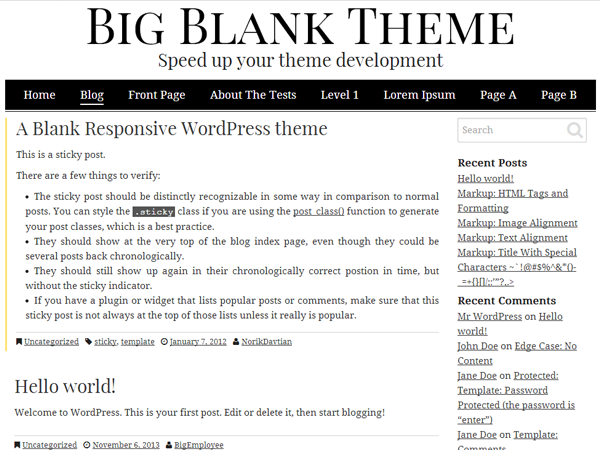 BIG BLANK THEME
Speed up your theme development
Home Blog Front Page About The Tests Level 1 Lorem Ipsum Page A Page B
A Blank Responsive WordPress theme
This is a sticky post.
There are a few things to verify:
• The sticky post should be distinctly recognizable in some way in comparison to normal
posts. You can style the .sticky class if you are using the post_class() function to generate
your post classes, which is a best practice.
• They should show at the very top of the blog index page, even though they could be
several posts back chronologically.
• They should still show up again in their chronologically correct postion in time, but
without the sticky indicator.
• If you have a plugin or widget that lists popular posts or comments, make sure that this
sticky post is not always at the top of those lists unless it really is popular.
Uncategorized sticky, template January 7, 2012 NorikDavtian
Hello world!
Welcome to WordPress. This is your first post. Edit or delete it, then start blogging!
Uncategorized November 6, 2013 BigEmployee
Search
Recent Posts
Hello world!
Markup: HTML Tags and
Formatting
Markup: Image Alignment
Markup: Text Alignment
Markup: Title With Special
Characters ~`!@#$%^&*()-
_=+{}[]/;:'"?,.>
Recent Comments
Mr WordPress on Hello
world!
John Doe on Edge Case: No
Content
Jane Doe on Protected:
Template: Password
Protected (the password is
“enter”)
Jane Doe on Template:
Comments